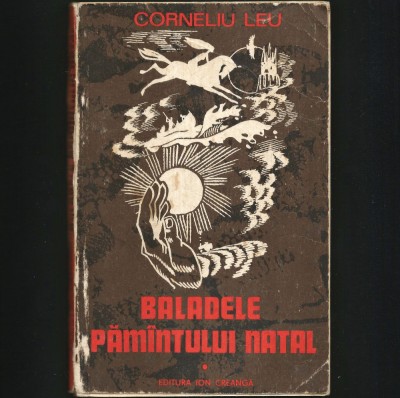 CORNELIU LEU
BALADELE
PĂMÎNTULUI NATAL
EDITURA ION CREANGĂ